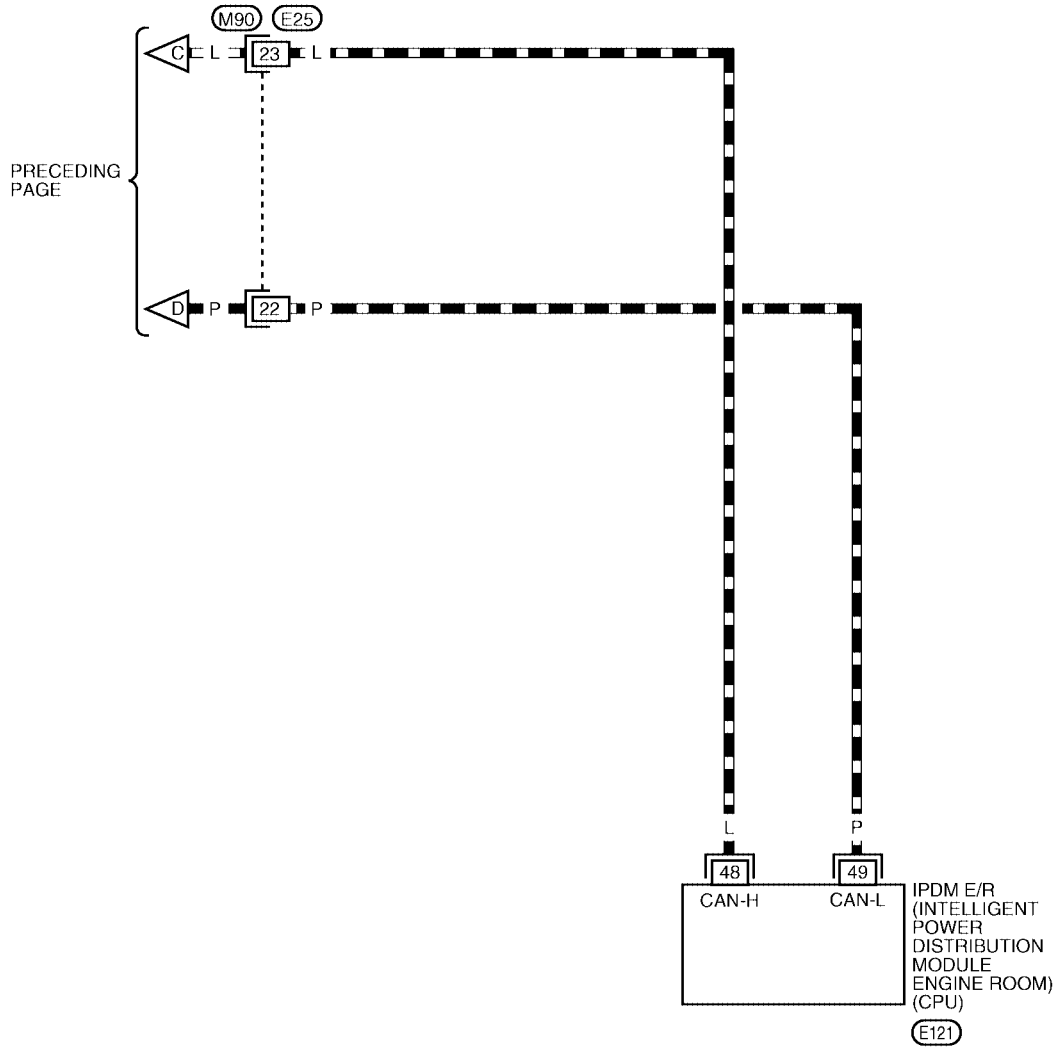 M90 E25
C L 23 L
PRECEDING
PAGE
D P 22 P
L P
48 49
CAN-H CAN-L
IPDM E/R
(INTELLIGENT
POWER
DISTRIBUTION
MODULE
ENGINE ROOM)
(CPU)
E121